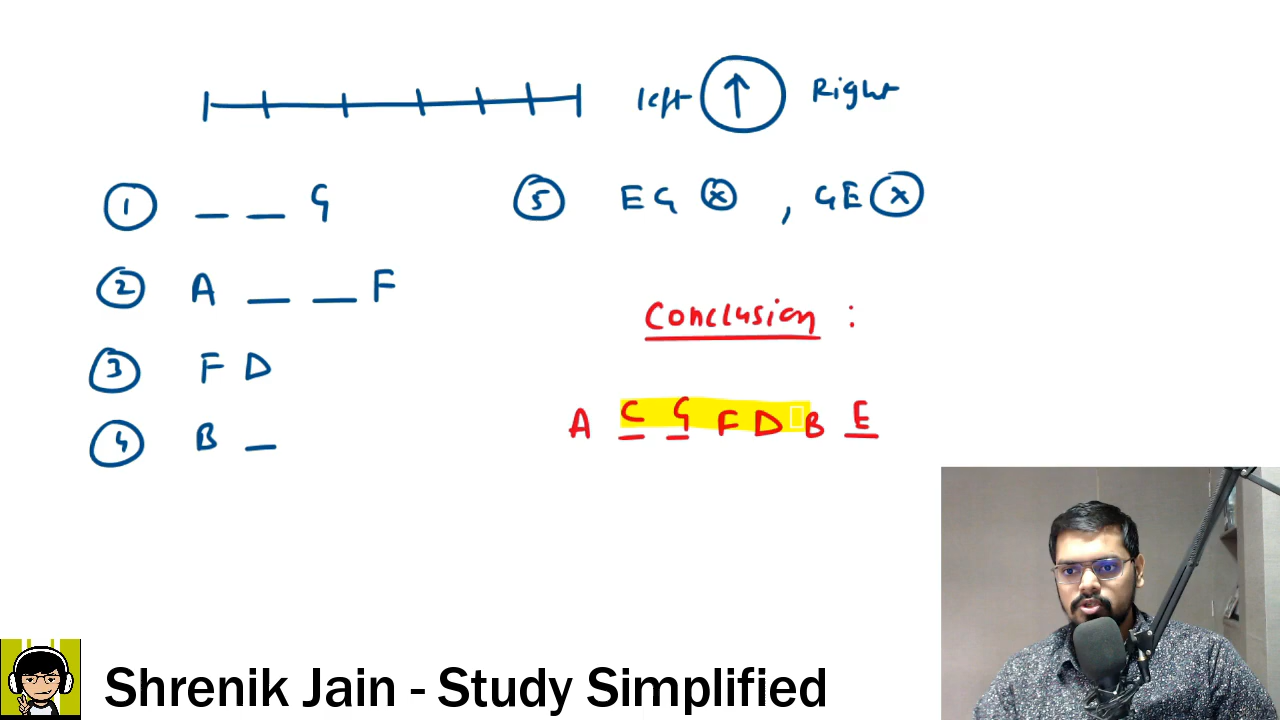 left ↑ Right
① _ _ G
② A _ _ F
③ F D
④ B _
⑤ E G ⓧ , G E ⓧ
Conclusion :
A C G F D B E
Shrenik Jain - Study Simplified